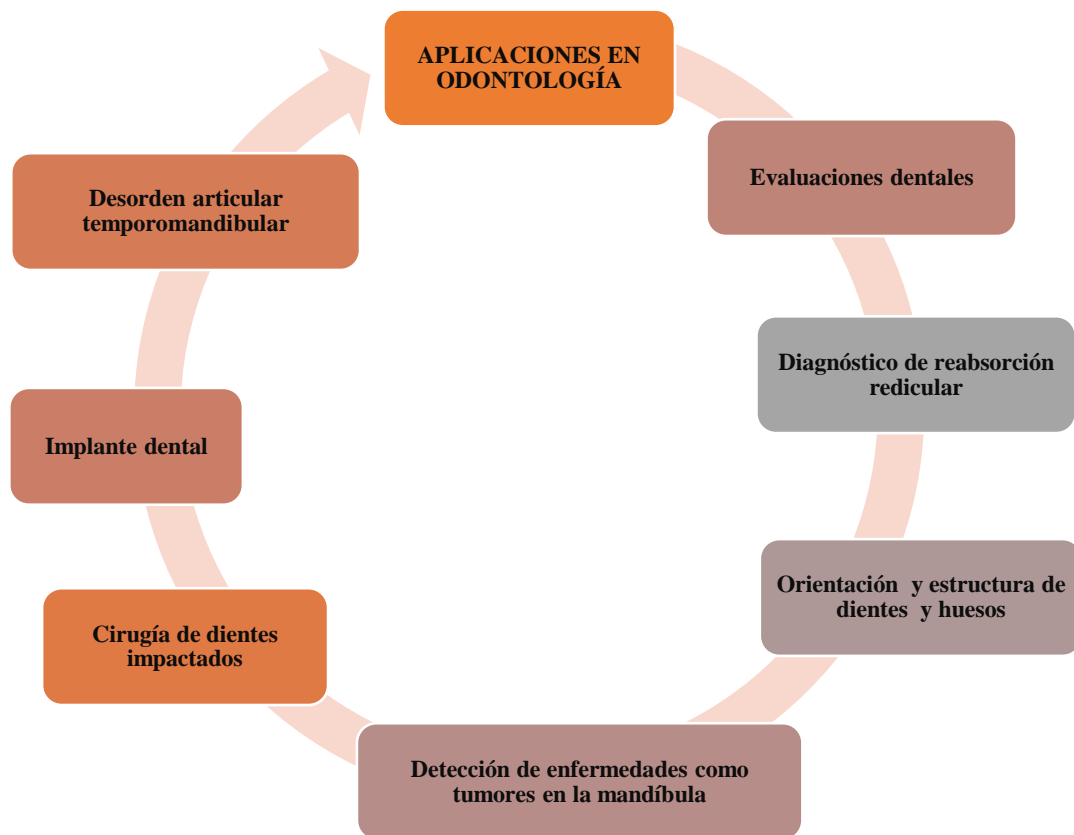 APLICACIONES EN
ODONTOLOGÍA
Evaluaciones dentales
Diagnóstico de reabsorción
redicular
Orientación y estructura de
dientes y huesos
Detección de enfermedades como
tumores en la mandíbula
Cirugía de dientes
impactados
Implante dental
Desorden articular
temporomandibular